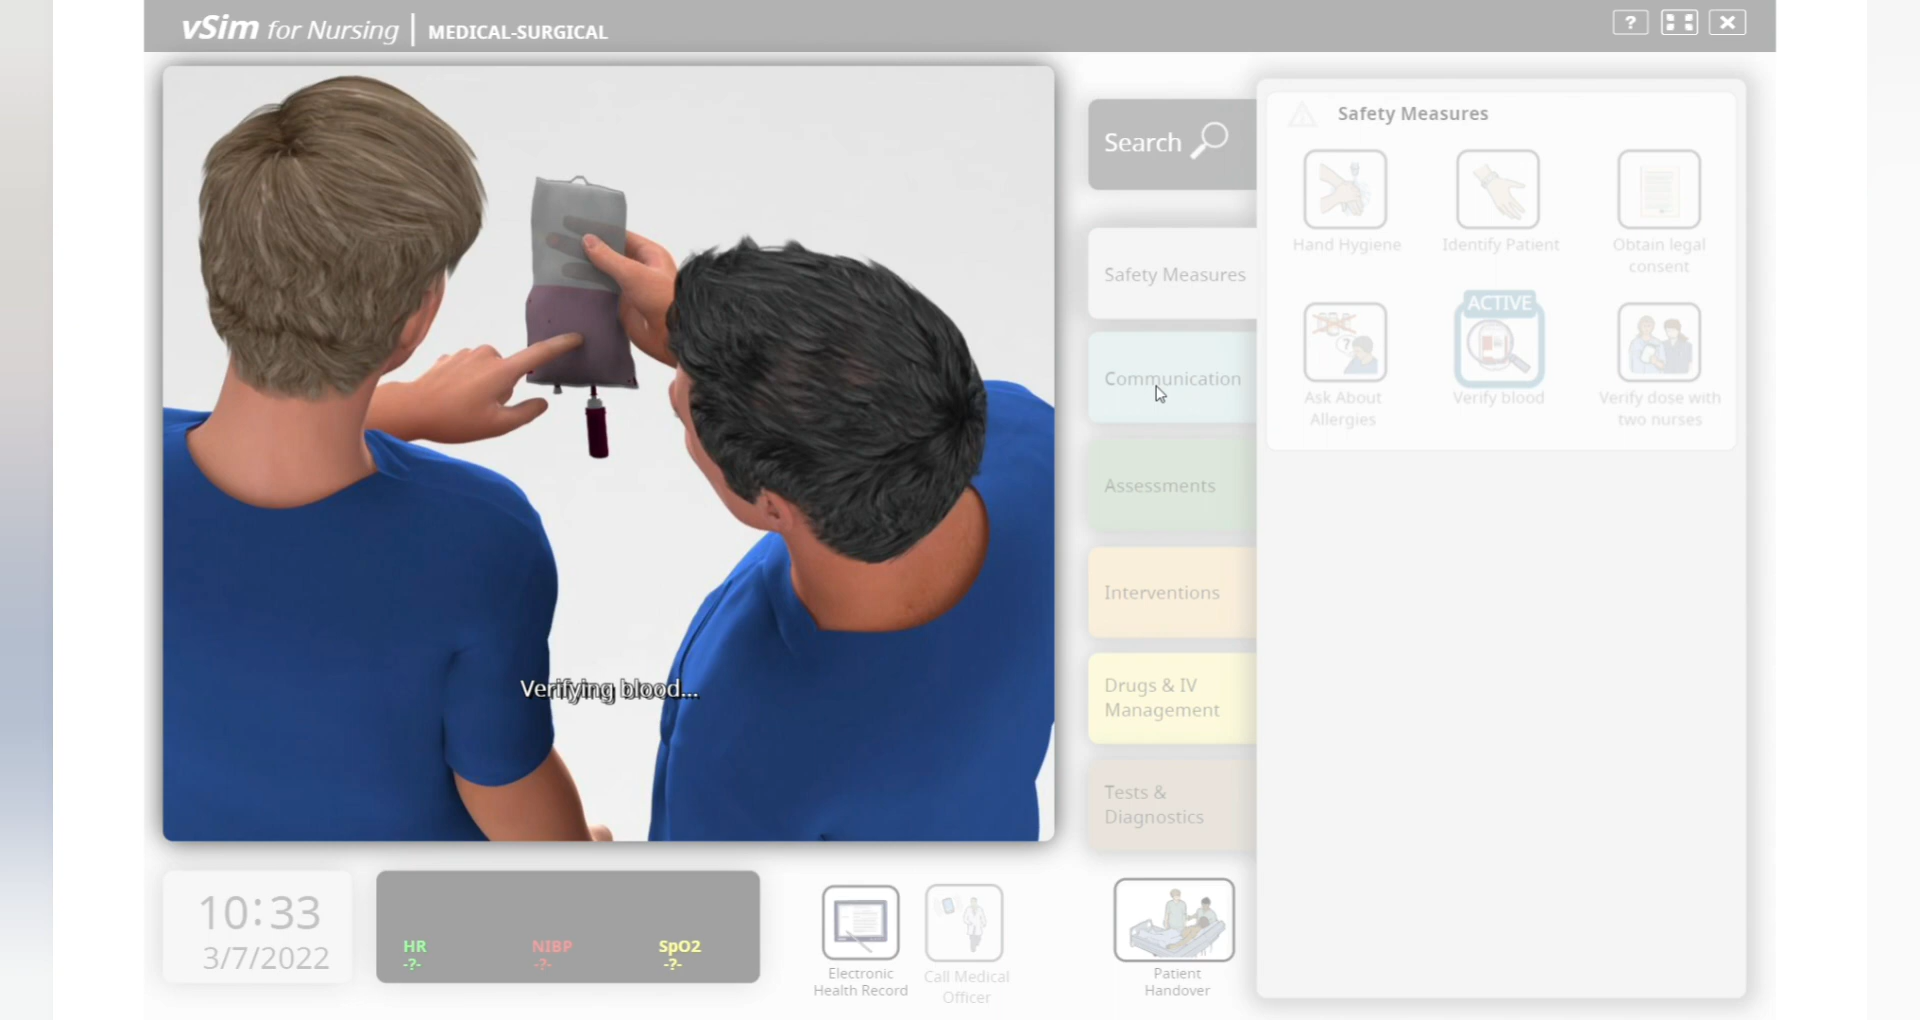 vSim for Nursing | MEDICAL-SURGICAL
?
Search
Safety Measures
Communication
Assessments
Interventions
Drugs & IV
Management
Tests &
Diagnostics
Safety Measures
Hand Hygiene
Identify Patient
Obtain legal
consent
Ask About
Allergies
ACTIVE
Verify blood
Verify dose with
two nurses
Verifying blood...
10:33
3/7/2022
HR
-?-
NIBP
-?-
SpO2
-?-
Electronic
Health Record
Call Medical
Officer
Patient
Handover